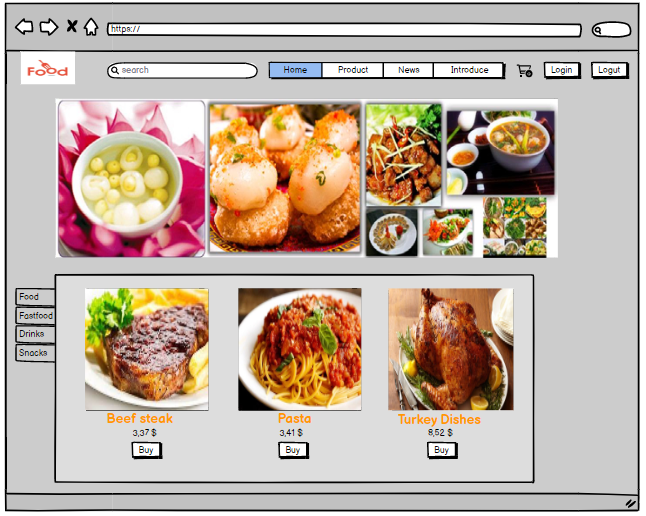 https://
Food
search
Home
Product
News
Introduce
Login
Logut
Food
Fastfood
Drinks
Snacks
Beef steak
Pasta
Turkey Dishes
3,37 $
3,41 $
8,52 $
Buy
Buy
Buy